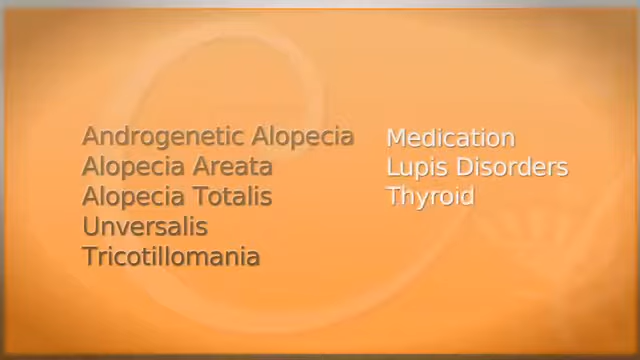 Androgenetic Alopecia
Alopecia Areata
Alopecia Totalis
Unversalis
Tricotillomania
Medication
Lupis Disorders
Thyroid